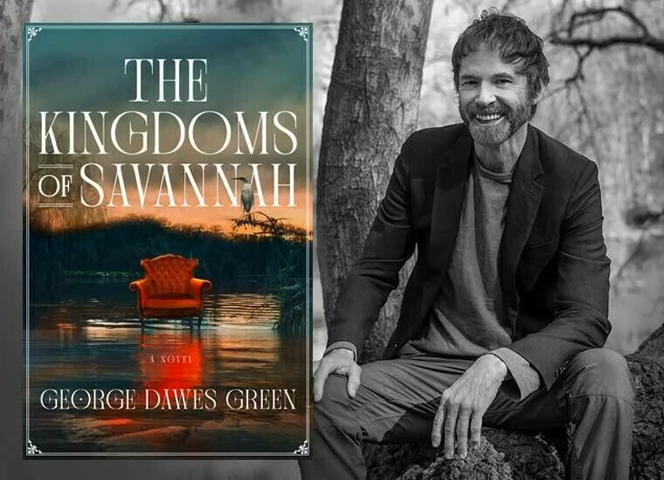 THE
KINGDOMS
OF SAVANNAH
A NOVEL
GEORGE DAWES GREEN